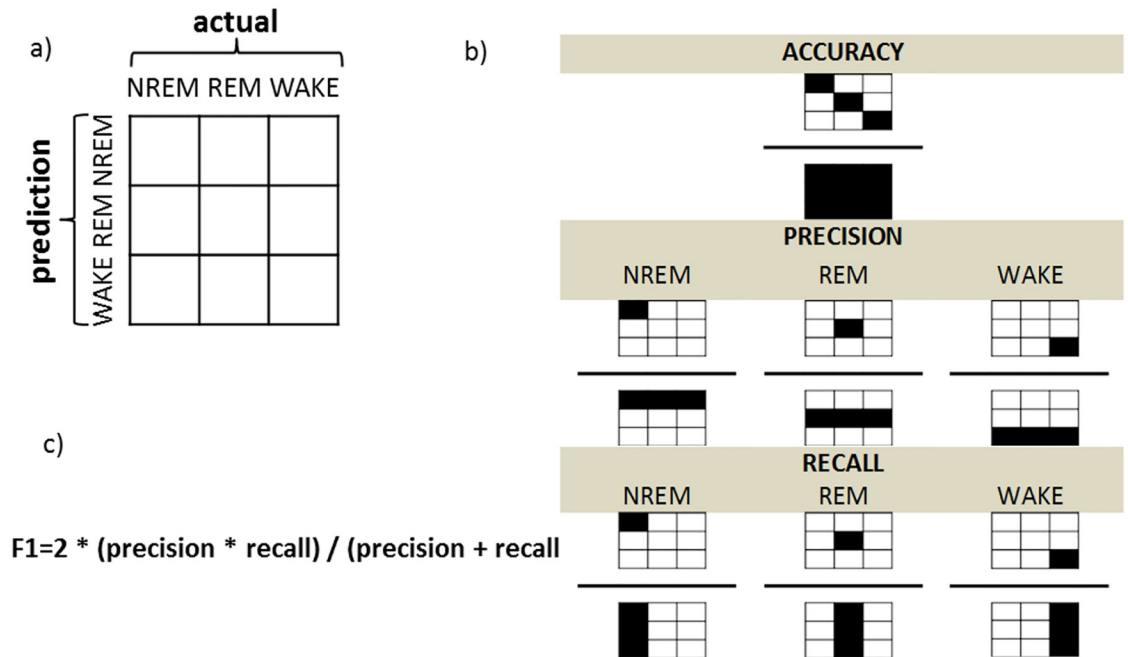 a)
actual
NREM REM WAKE
prediction
WAKE REM NREM
b)
ACCURACY
PRECISION
NREM REM WAKE
RECALL
NREM REM WAKE
c)
F1=2 * (precision * recall) / (precision + recall